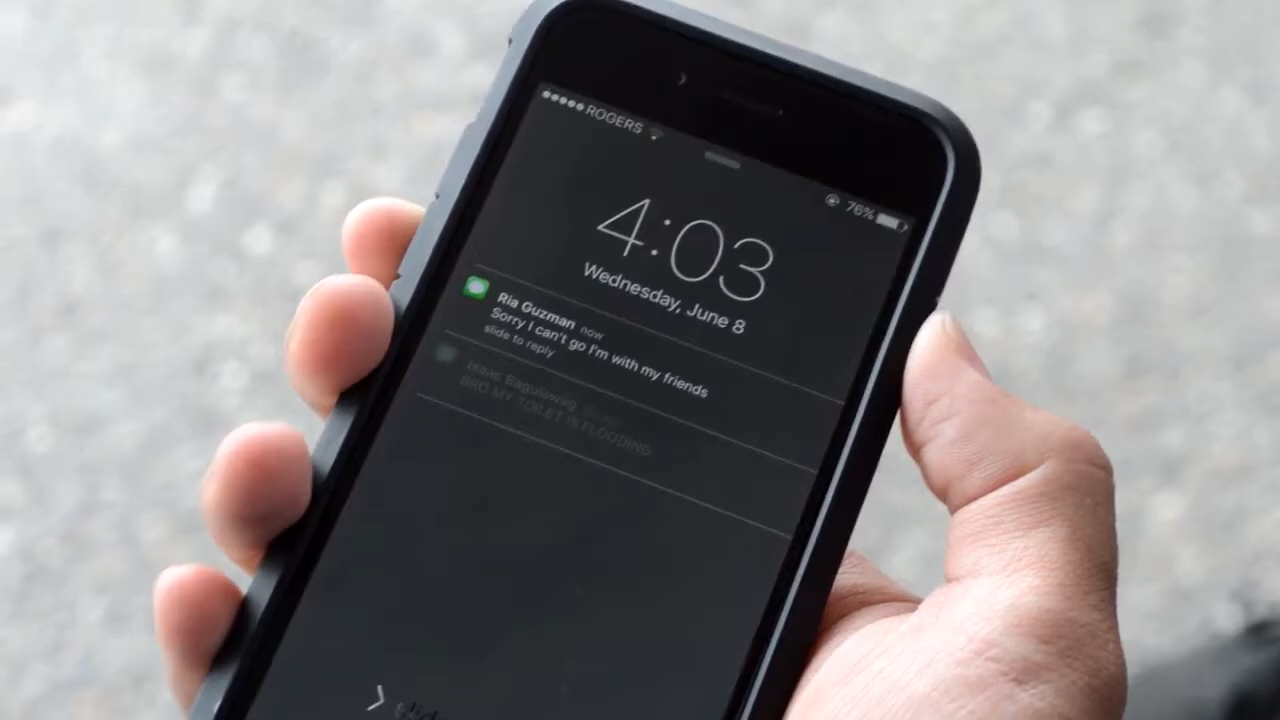 ROGERS
76%
4:03
Wednesday, June 8
Ria Guzman now
Sorry I can't go I'm with my friends
slide to reply
Isaac
BRO MY TOILET IS FLOODING